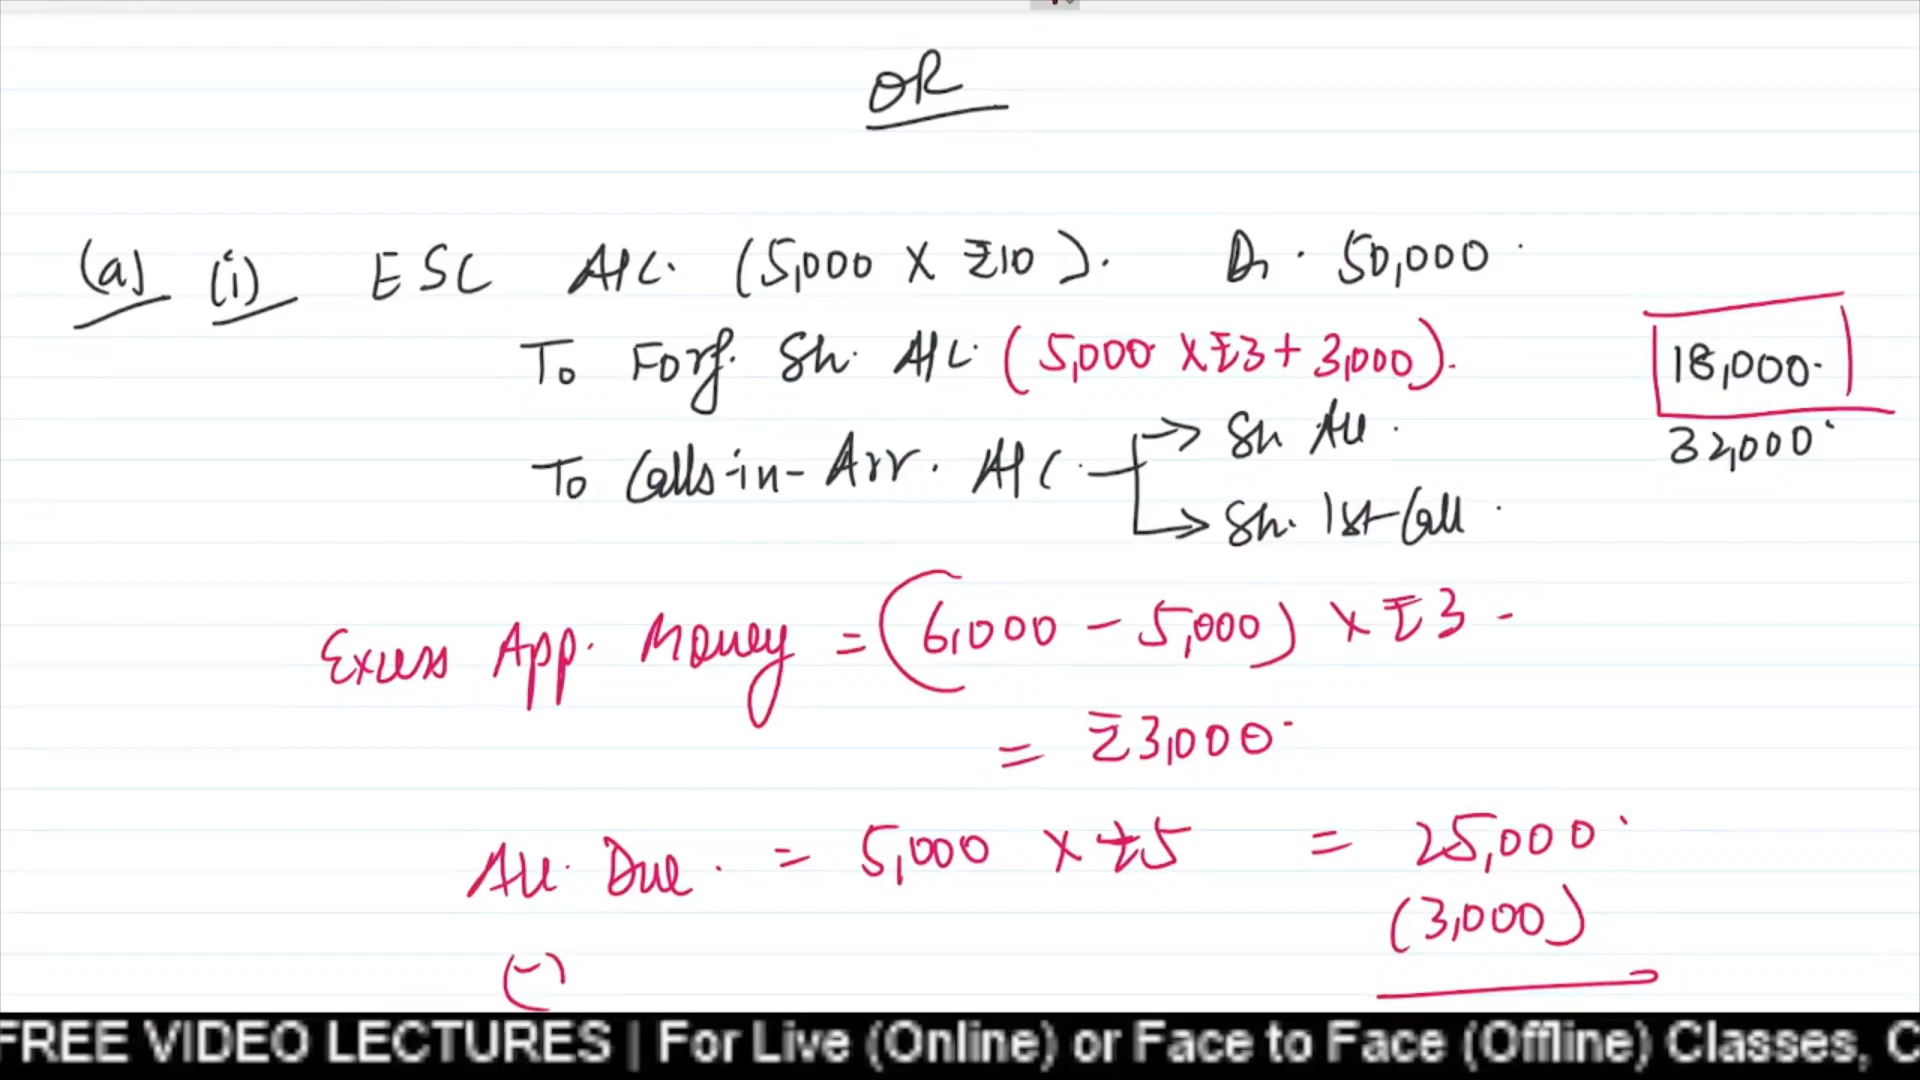 OR
(a) (i) ESC A/C. (5,000 X ₹10). Dr. 50,000
To Forf. Sh. A/C. (5,000 X ₹3 + 3,000). 18,000.
To Calls-in-Arr. A/C. → Sh All. 32,000
→ Sh. 1st Call.
Excess App. Money = (6,000 - 5,000) X ₹3
= ₹3,000
All. Due. = 5,000 X ₹5 = 25,000
(3,000)
(-)
FREE VIDEO LECTURES | For Live (Online) or Face to Face (Offline) Classes, C